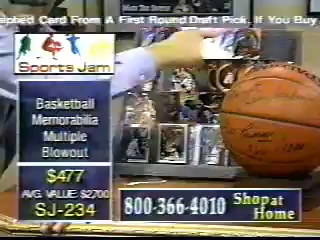 eptied Card From A First Round Draft Pick. If You Buy
Sports Jam
Basketball
Memorabilia
Multiple
Blowout
$477
AVG. VALUE: $2700
SJ-234
800-366-4010
Shop at
Home